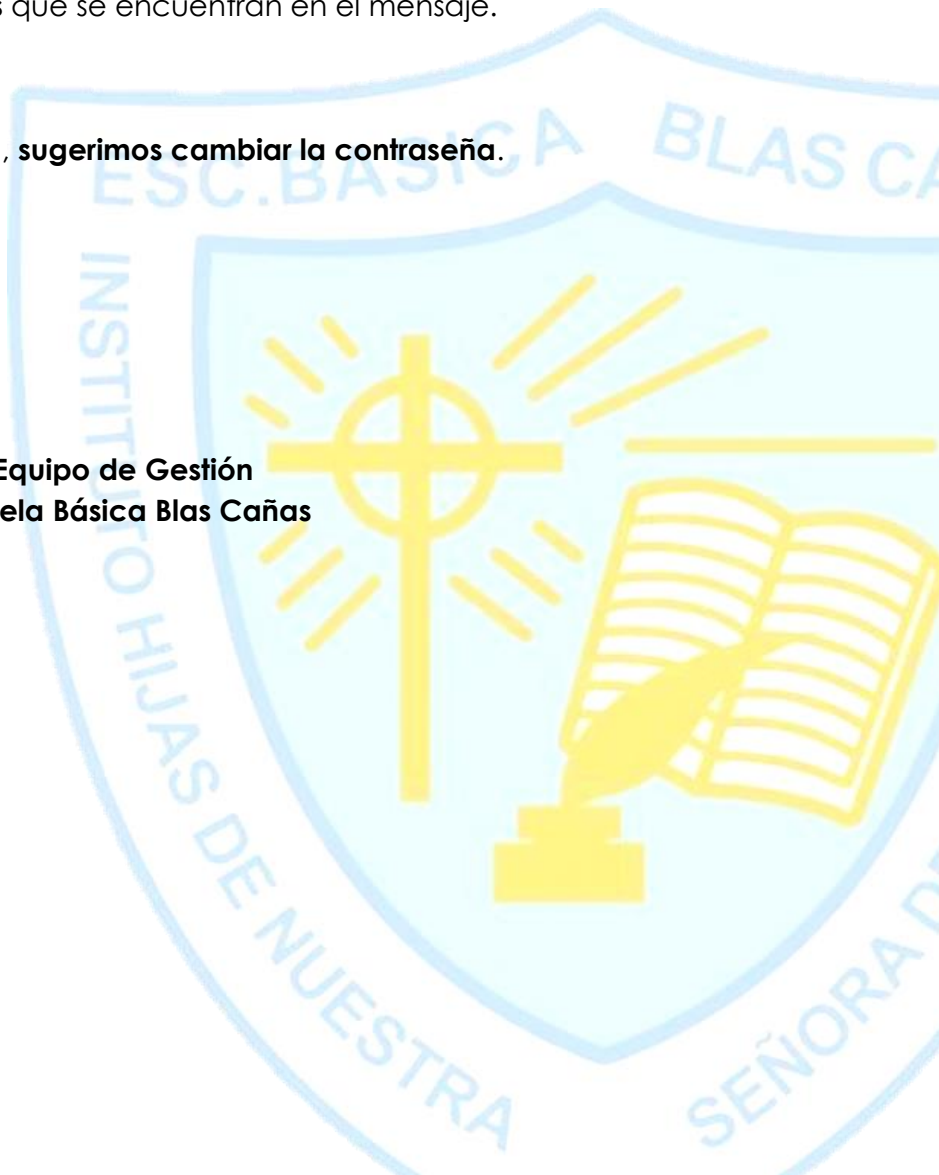 s que se encuentran en el mensaje.
, sugerimos cambiar la contraseña.
ESC.BASICA BLAS CA
INSTITUTO HIJAS DE NUESTRA SEÑORA DE
Equipo de Gestión
ela Básica Blas Cañas